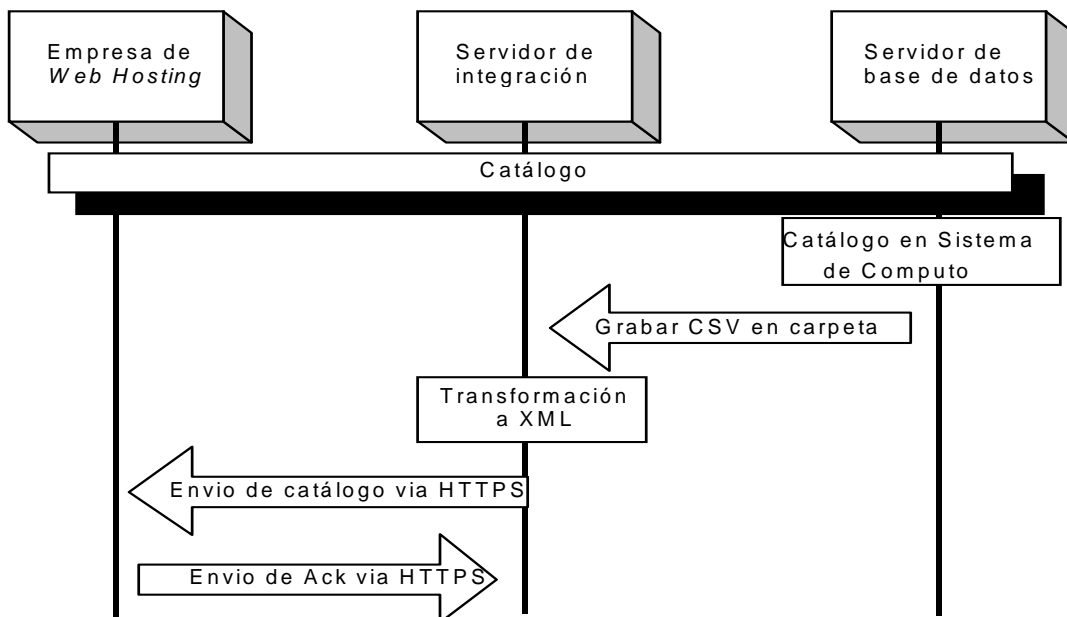 Empresa de
Web Hosting
Servidor de
integración
Servidor de
base de datos
Catálogo
Catálogo en Sistema
de Computo
Grabar CSV en carpeta
Transformación
a XML
Envio de catálogo via HTTPS
Envio de Ack via HTTPS